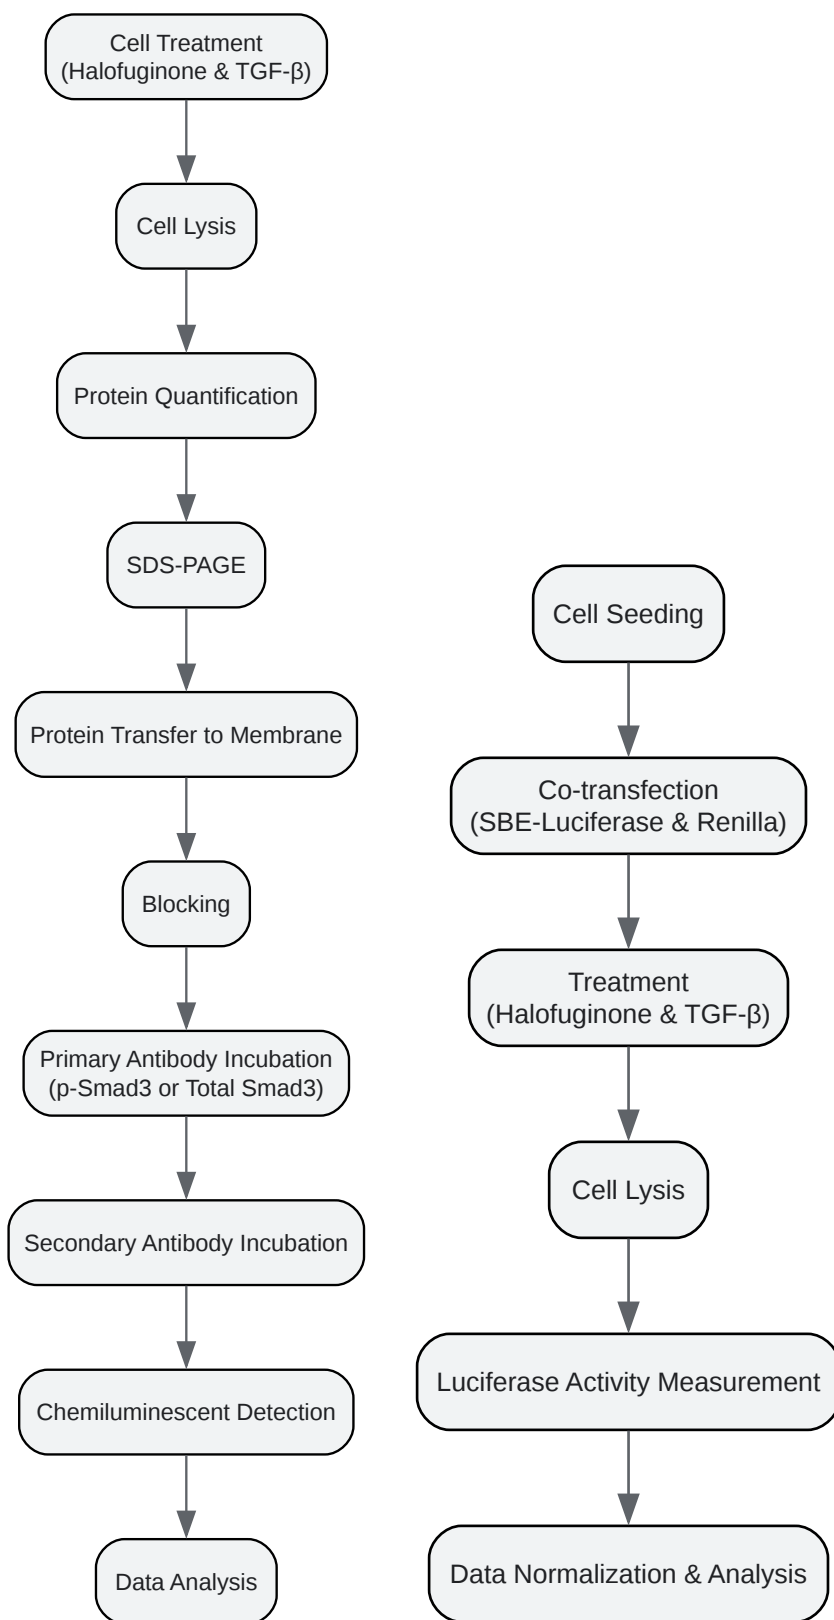 Cell Treatment
(Halofuginone & TGF-β)
Cell Lysis
Protein Quantification
SDS-PAGE
Protein Transfer to Membrane
Blocking
Primary Antibody Incubation
(p-Smad3 or Total Smad3)
Secondary Antibody Incubation
Chemiluminescent Detection
Data Analysis
Cell Seeding
Co-transfection
(SBE-Luciferase & Renilla)
Treatment
(Halofuginone & TGF-β)
Cell Lysis
Luciferase Activity Measurement
Data Normalization & Analysis